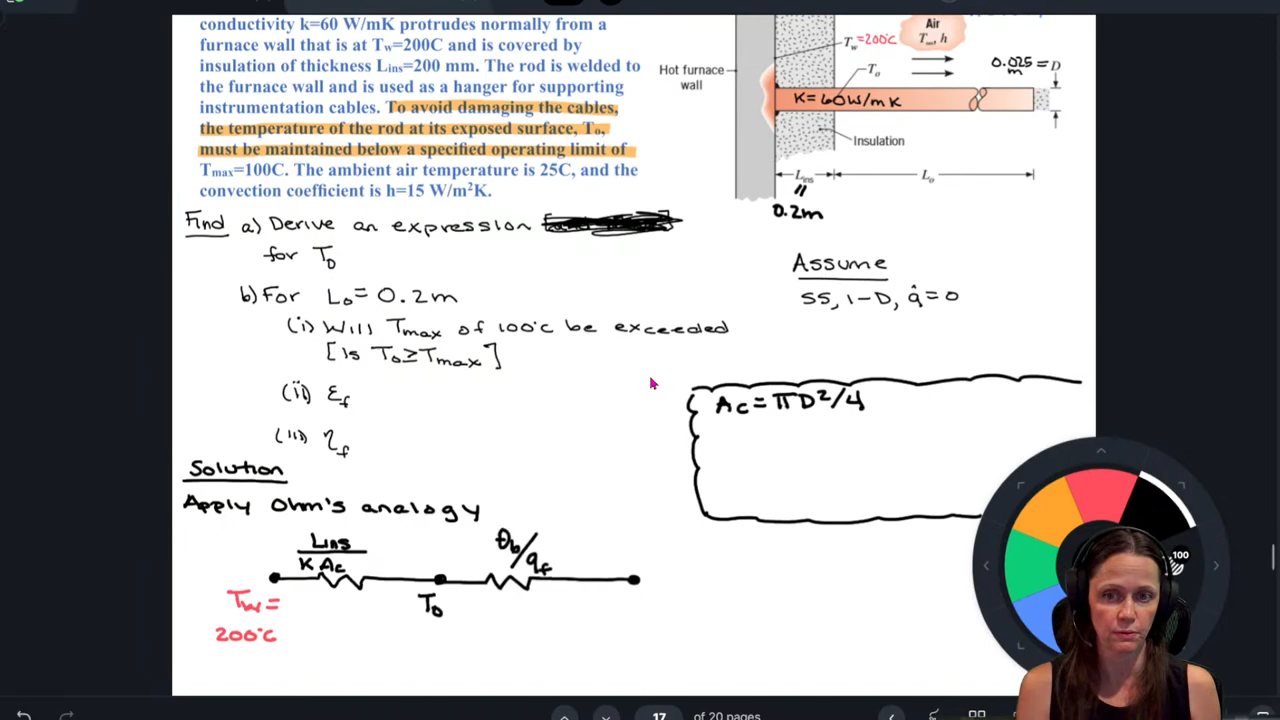 conductivity k=60 W/mK protrudes normally from a
furnace wall that is at Tw=200C and is covered by
insulation of thickness Lins=200 mm. The rod is welded to
the furnace wall and is used as a hanger for supporting
instrumentation cables. To avoid damaging the cables,
the temperature of the rod at its exposed surface, To,
must be maintained below a specified operating limit of
Tmax=100C. The ambient air temperature is 25C, and the
convection coefficient is h=15 W/m²K.
Air
T∞, h
Tw=200°C
To
0.025 = D
m
Hot furnace
wall
K=60W/mK
Insulation
Lins
Lo
"
0.2m
Find a) Derive an expression
for To
b) For Lo= 0.2m
(i) Will Tmax of 100°C be exceeded
[Is To≥Tmax]
(ii) εf
(iii) ηf
Assume
SS, 1-D, q̇=0
Ac=πD²/4
Solution
Apply Ohm's analogy
Lins
K Ac
θb/qf
Tw=
200°C
To
100
17 of 20 pages